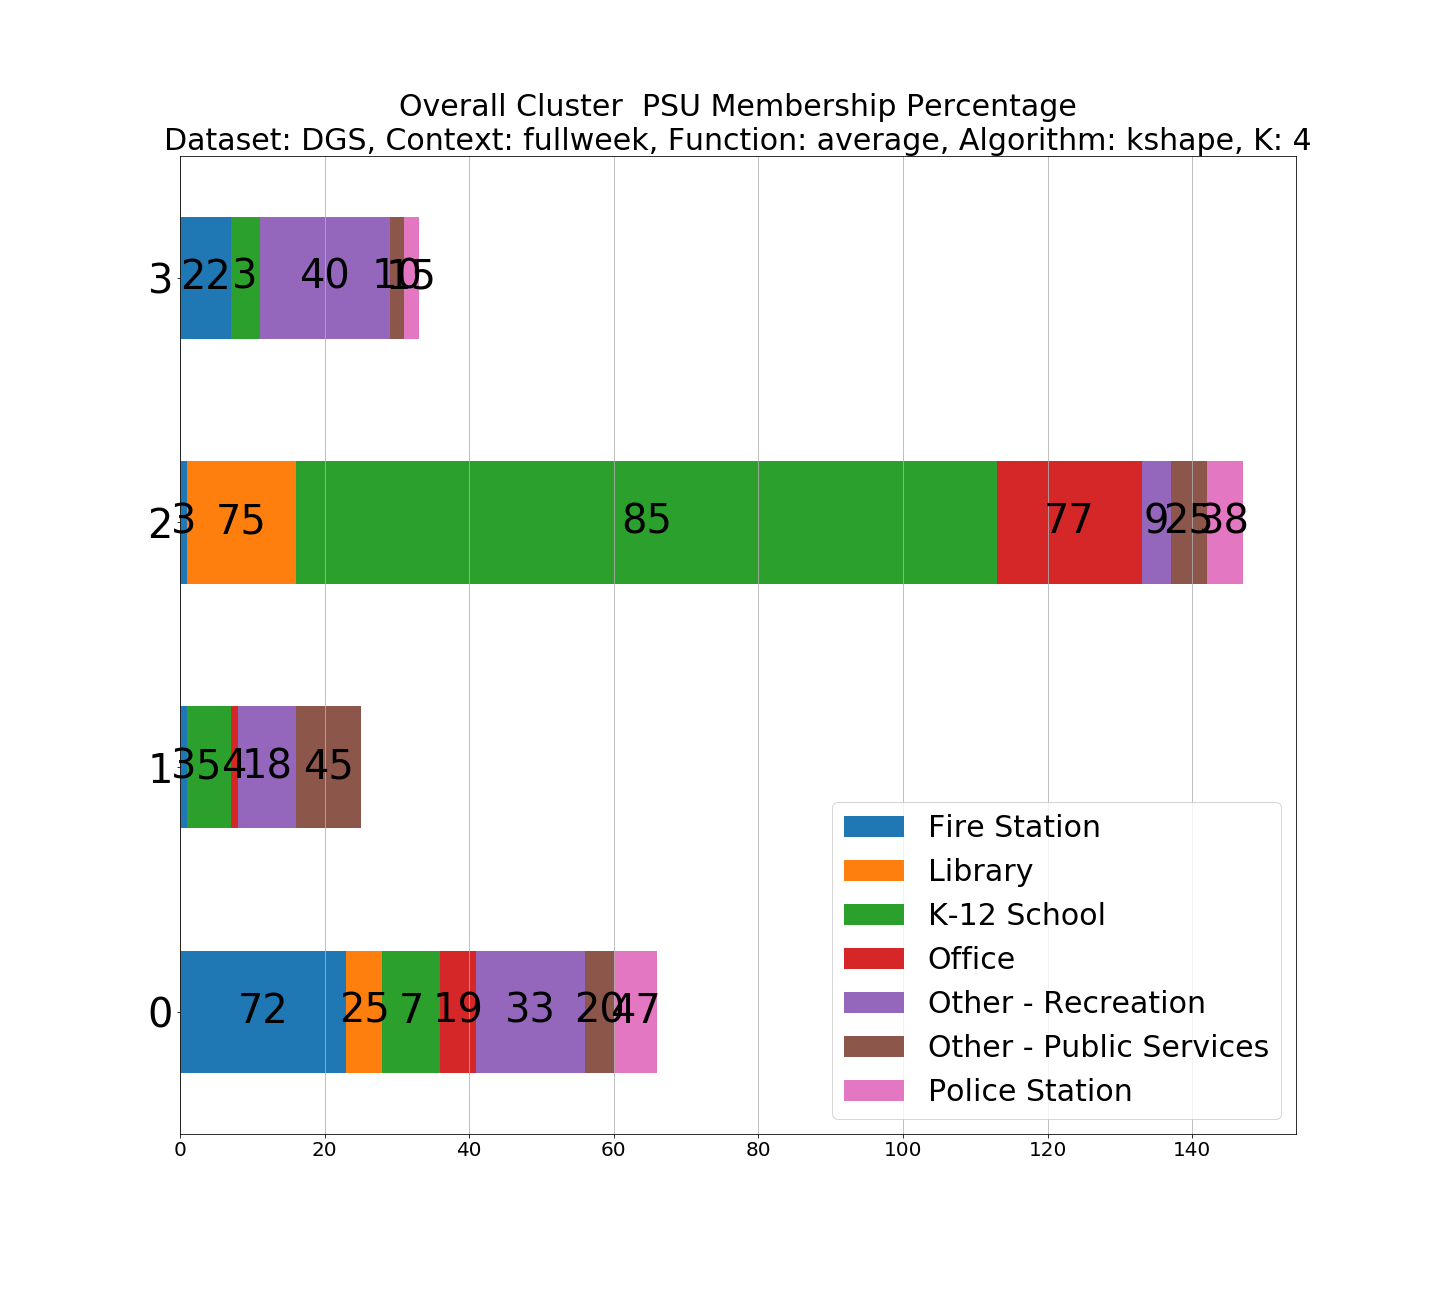 Overall Cluster  PSU Membership Percentage
Dataset: DGS, Context: fullweek, Function: average, Algorithm: kshape, K: 4
3 22 3 40 10 15
2 3 75 85 77 9 25 38
1 3 5 4 18 45
0 72 25 7 19 33 20 47
Fire Station
Library
K-12 School
Office
Other - Recreation
Other - Public Services
Police Station
0 20 40 60 80 100 120 140